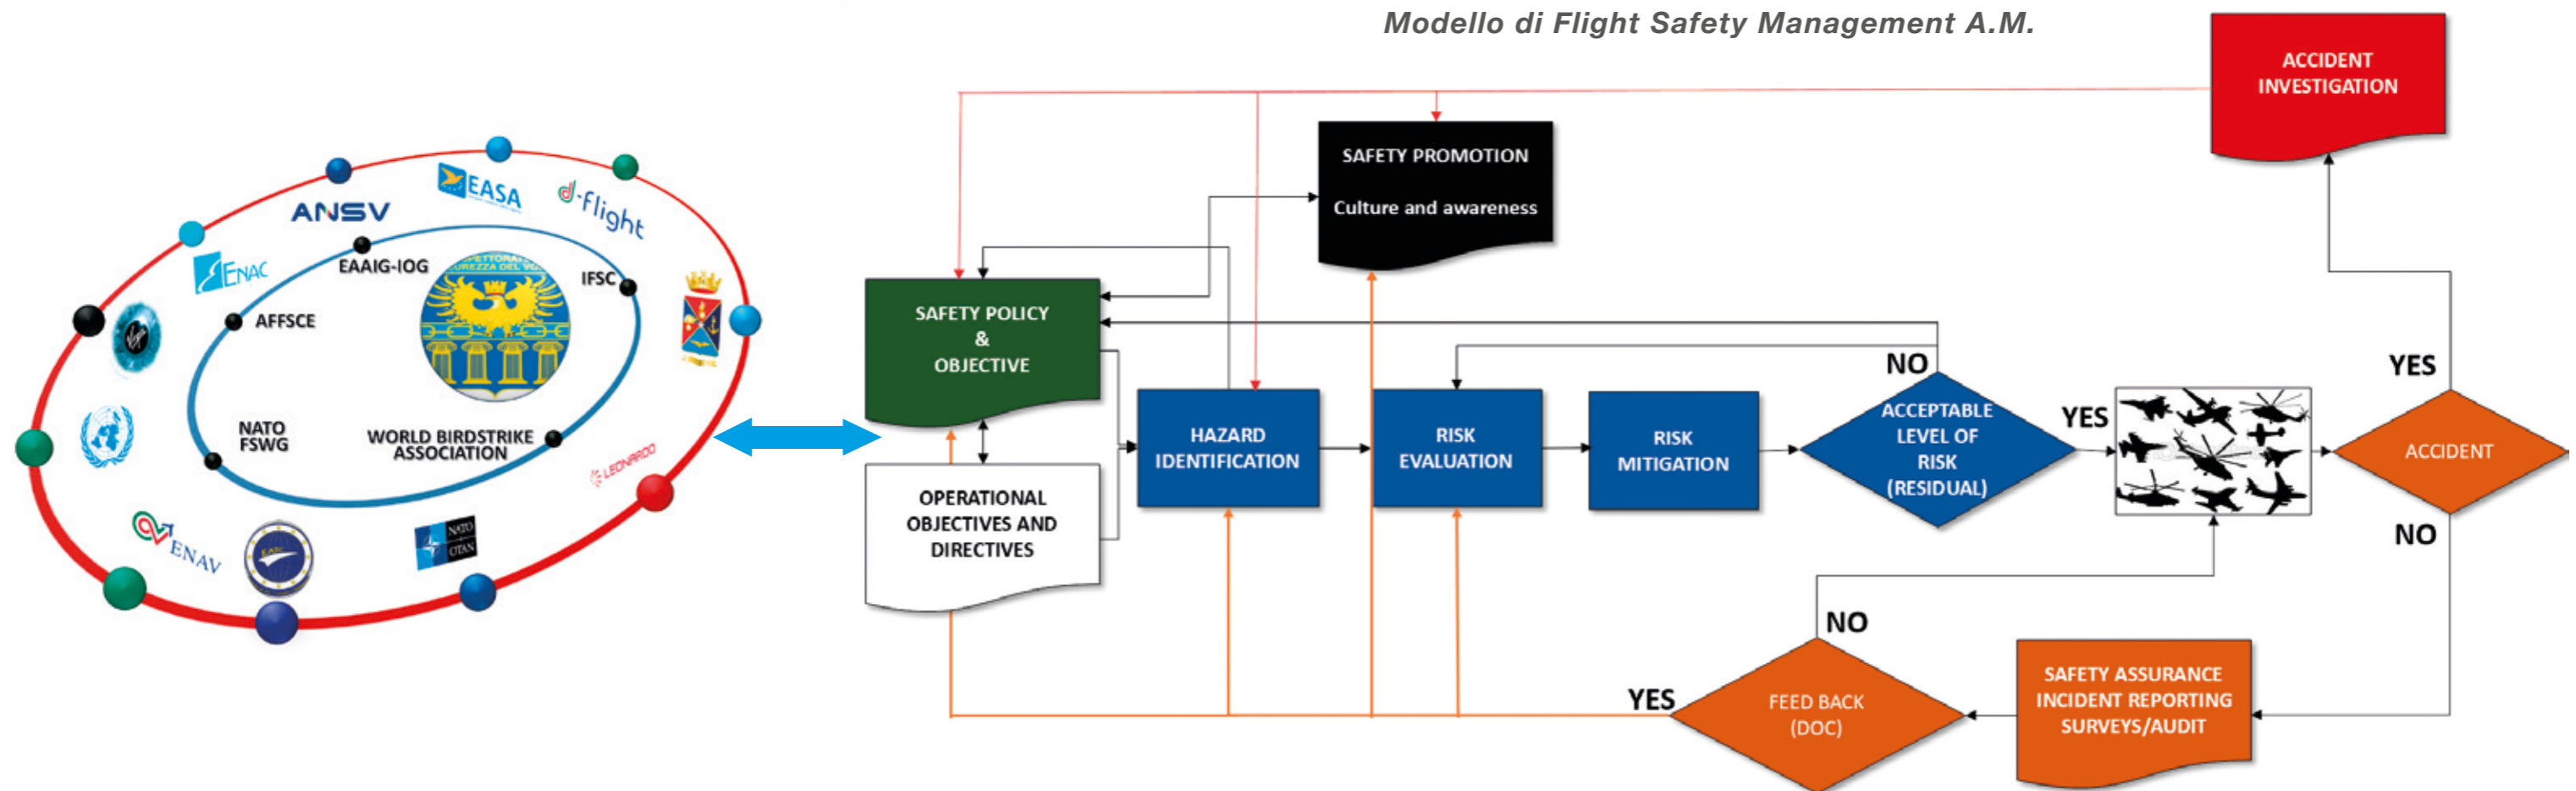 Modello di Flight Safety Management A.M.
ACCIDENT
INVESTIGATION
SAFETY PROMOTION
Culture and awareness
EASA
d-flight
ANSV
ENAC
EAAIG-IOG
IFSC
AFFSCE
NATO
FSWG
WORLD BIRDSTRIKE
ASSOCIATION
LEONARDO
ENAV
NATO
OTAN
SAFETY POLICY
&
OBJECTIVE
OPERATIONAL
OBJECTIVES AND
DIRECTIVES
HAZARD
IDENTIFICATION
RISK
EVALUATION
RISK
MITIGATION
NO
ACCEPTABLE
LEVEL OF
RISK
(RESIDUAL)
YES
YES
ACCIDENT
NO
NO
YES
FEED BACK
(DOC)
SAFETY ASSURANCE
INCIDENT REPORTING
SURVEYS/AUDIT